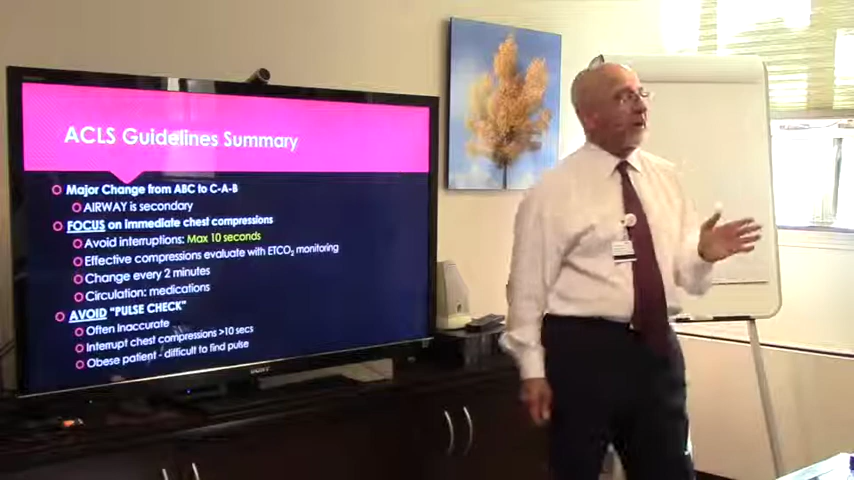 ACLS Guidelines Summary
Major Change from ABC to C-A-B
AIRWAY is secondary
FOCUS on immediate chest compressions
Avoid interruptions: Max 10 seconds
Effective compressions evaluate with ETCO₂ monitoring
Change every 2 minutes
Circulation: medications
AVOID "PULSE CHECK"
Often inaccurate
Interrupt chest compressions >10 secs
Obese patient - difficult to find pulse
SONY